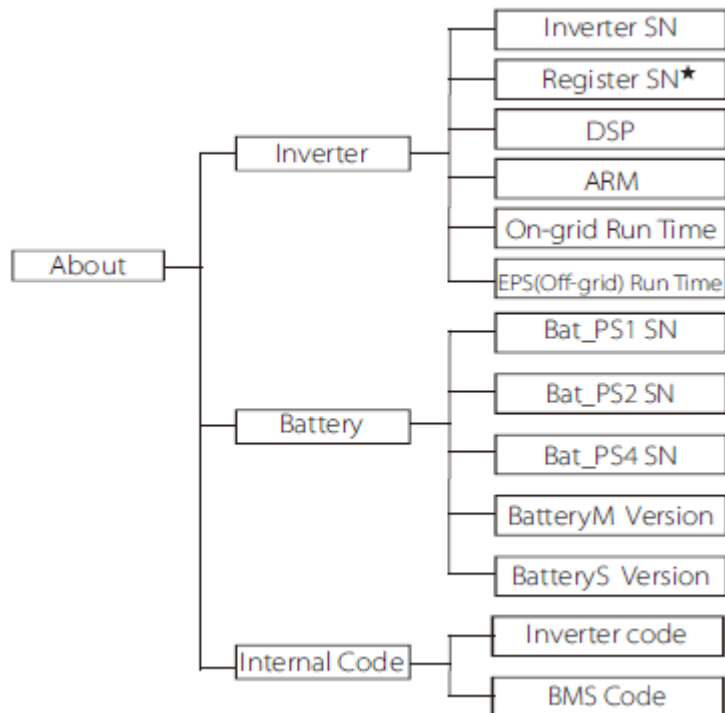 About
Inverter
Inverter SN
Register SN★
DSP
ARM
On-grid Run Time
EPS(Off-grid) Run Time
Battery
Bat_PS1 SN
Bat_PS2 SN
Bat_PS4 SN
BatteryM Version
BatteryS Version
Internal Code
Inverter code
BMS Code